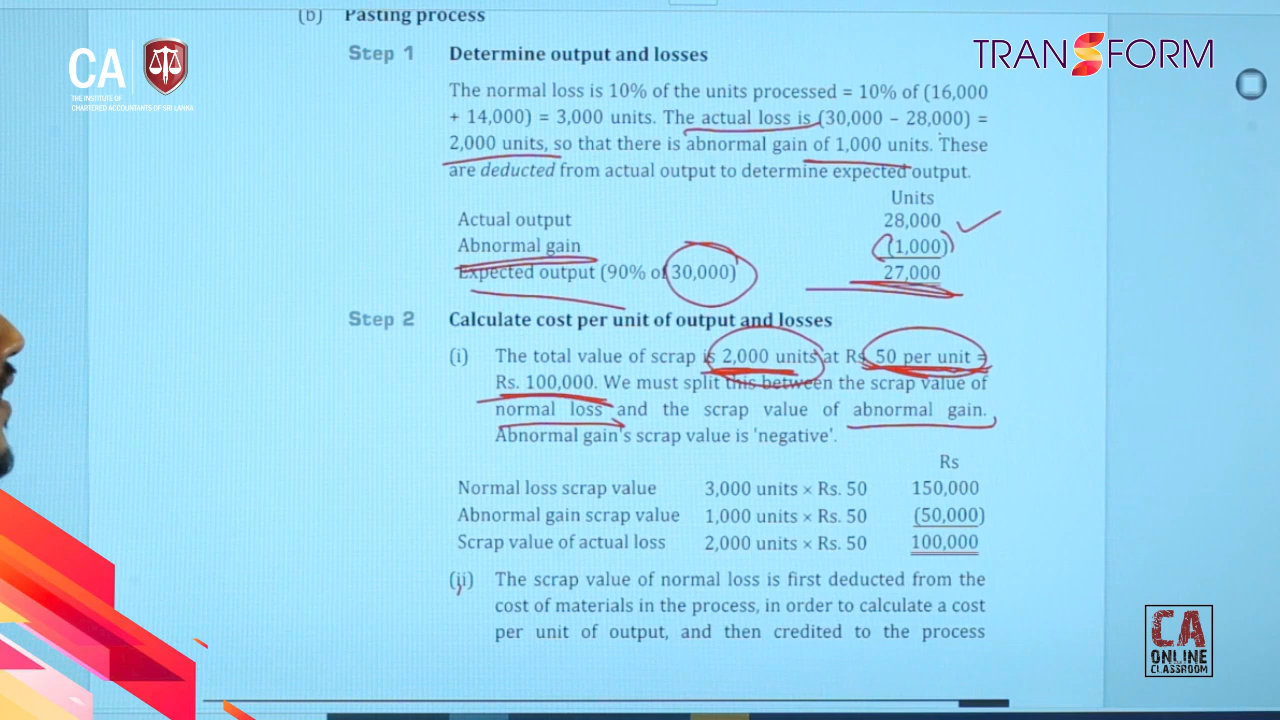 (b) Pasting process
CA
THE INSTITUTE OF
CHARTERED ACCOUNTANTS OF SRI LANKA
TRANSFORM
Step 1 Determine output and losses
The normal loss is 10% of the units processed = 10% of (16,000
+ 14,000) = 3,000 units. The actual loss is (30,000 – 28,000) =
2,000 units, so that there is abnormal gain of 1,000 units. These
are deducted from actual output to determine expected output.
Units
Actual output 28,000
Abnormal gain (1,000)
Expected output (90% of 30,000) 27,000
Step 2 Calculate cost per unit of output and losses
(i) The total value of scrap is 2,000 units at Rs. 50 per unit =
Rs. 100,000. We must split this between the scrap value of
normal loss and the scrap value of abnormal gain.
Abnormal gain's scrap value is 'negative'.
Rs
Normal loss scrap value 3,000 units × Rs. 50 150,000
Abnormal gain scrap value 1,000 units × Rs. 50 (50,000)
Scrap value of actual loss 2,000 units × Rs. 50 100,000
(ii) The scrap value of normal loss is first deducted from the
cost of materials in the process, in order to calculate a cost
per unit of output, and then credited to the process
CA
ONLINE
CLASSROOM